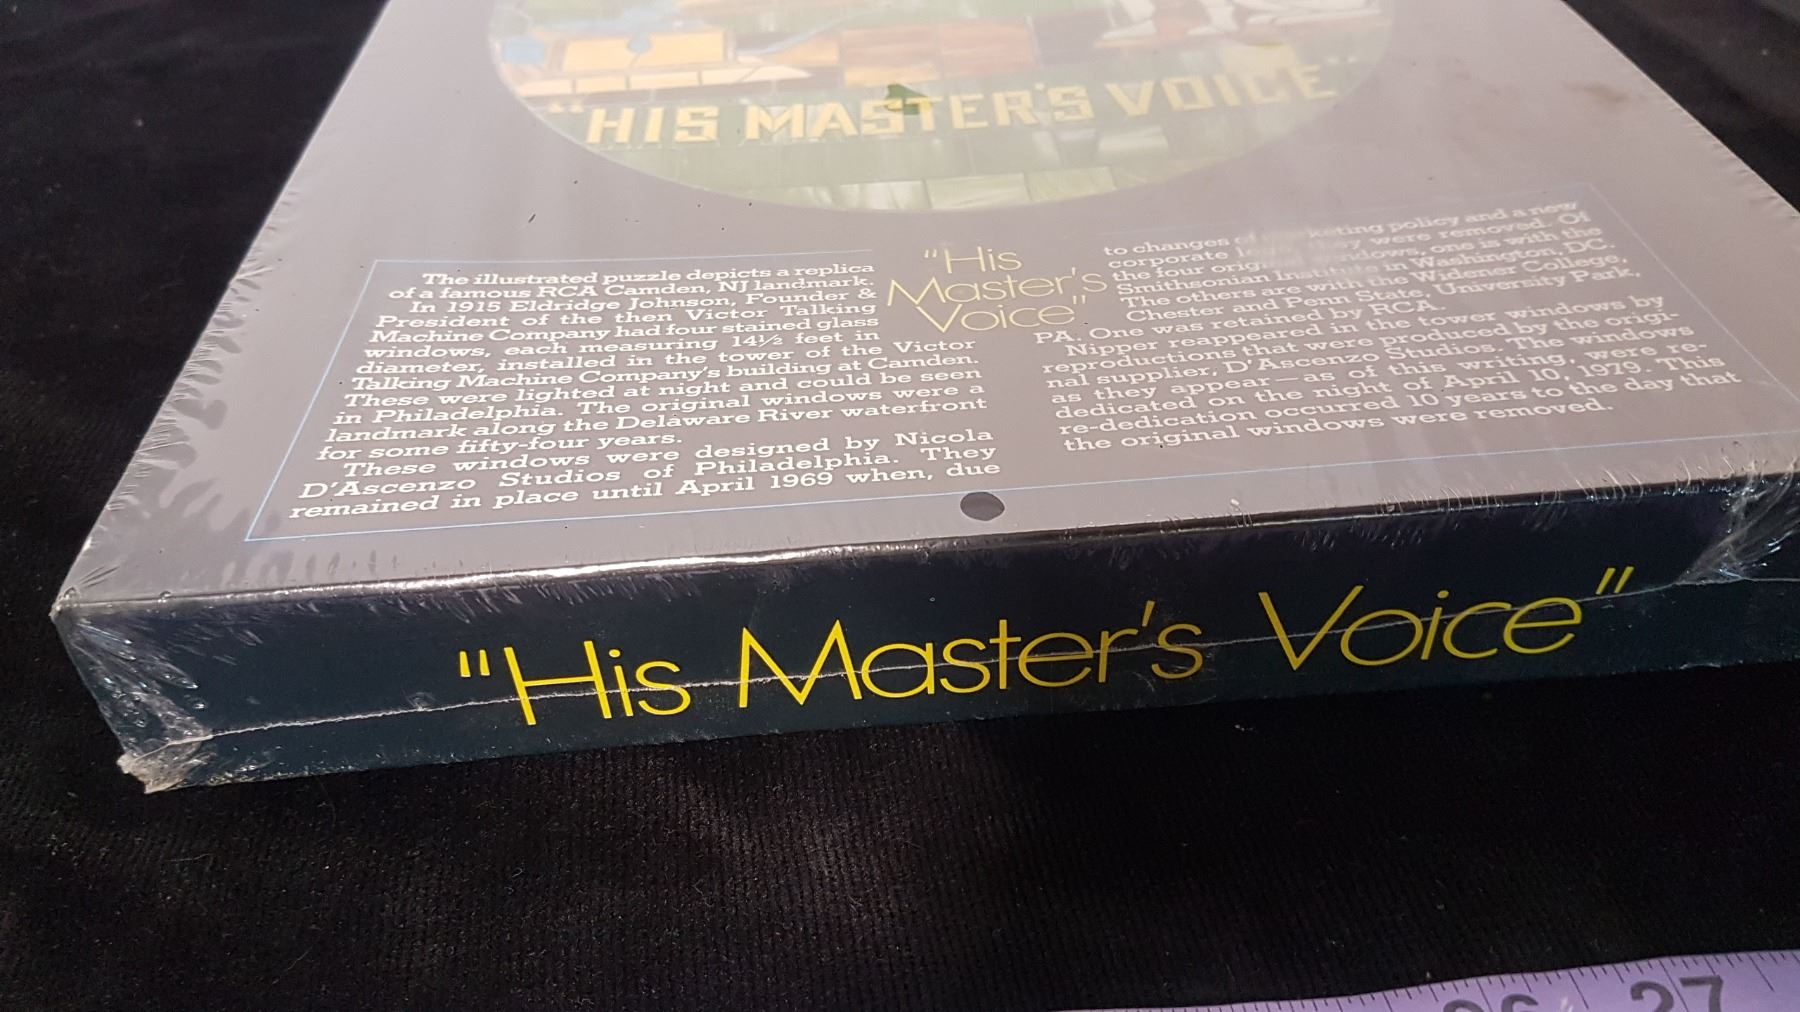 "HIS MASTER'S VOICE"
The illustrated puzzle depicts a replica
of a famous RCA Camden, NJ landmark.
In 1915 Eldridge Johnson, Founder &
President of the then Victor Talking
Machine Company had four stained glass
windows, each measuring 14½ feet in
diameter, installed in the tower of the Victor
Talking Machine Company's building at Camden.
These were lighted at night and could be seen
in Philadelphia. The original windows were a
landmark along the Delaware River waterfront
for some fifty-four years.
These windows were designed by Nicola
D'Ascenzo Studios of Philadelphia. They
remained in place until April 1969 when, due
"His
Master's
Voice"
to changes policy and a new
corporate were removed. Of
the four one is with the
Smithsonian Institute in Washington, DC.
The others are with the Widener College,
Chester and Penn State, University Park,
PA. One was retained by RCA.
Nipper reappeared in the tower windows by
reproductions that were produced by the origi-
nal supplier, D'Ascenzo Studios. The windows
as they appear—as of this writing, were re-
dedicated on the night of April 10, 1979. This
re-dedication occurred 10 years to the day that
the original windows were removed.
"His Master's Voice"
26 27